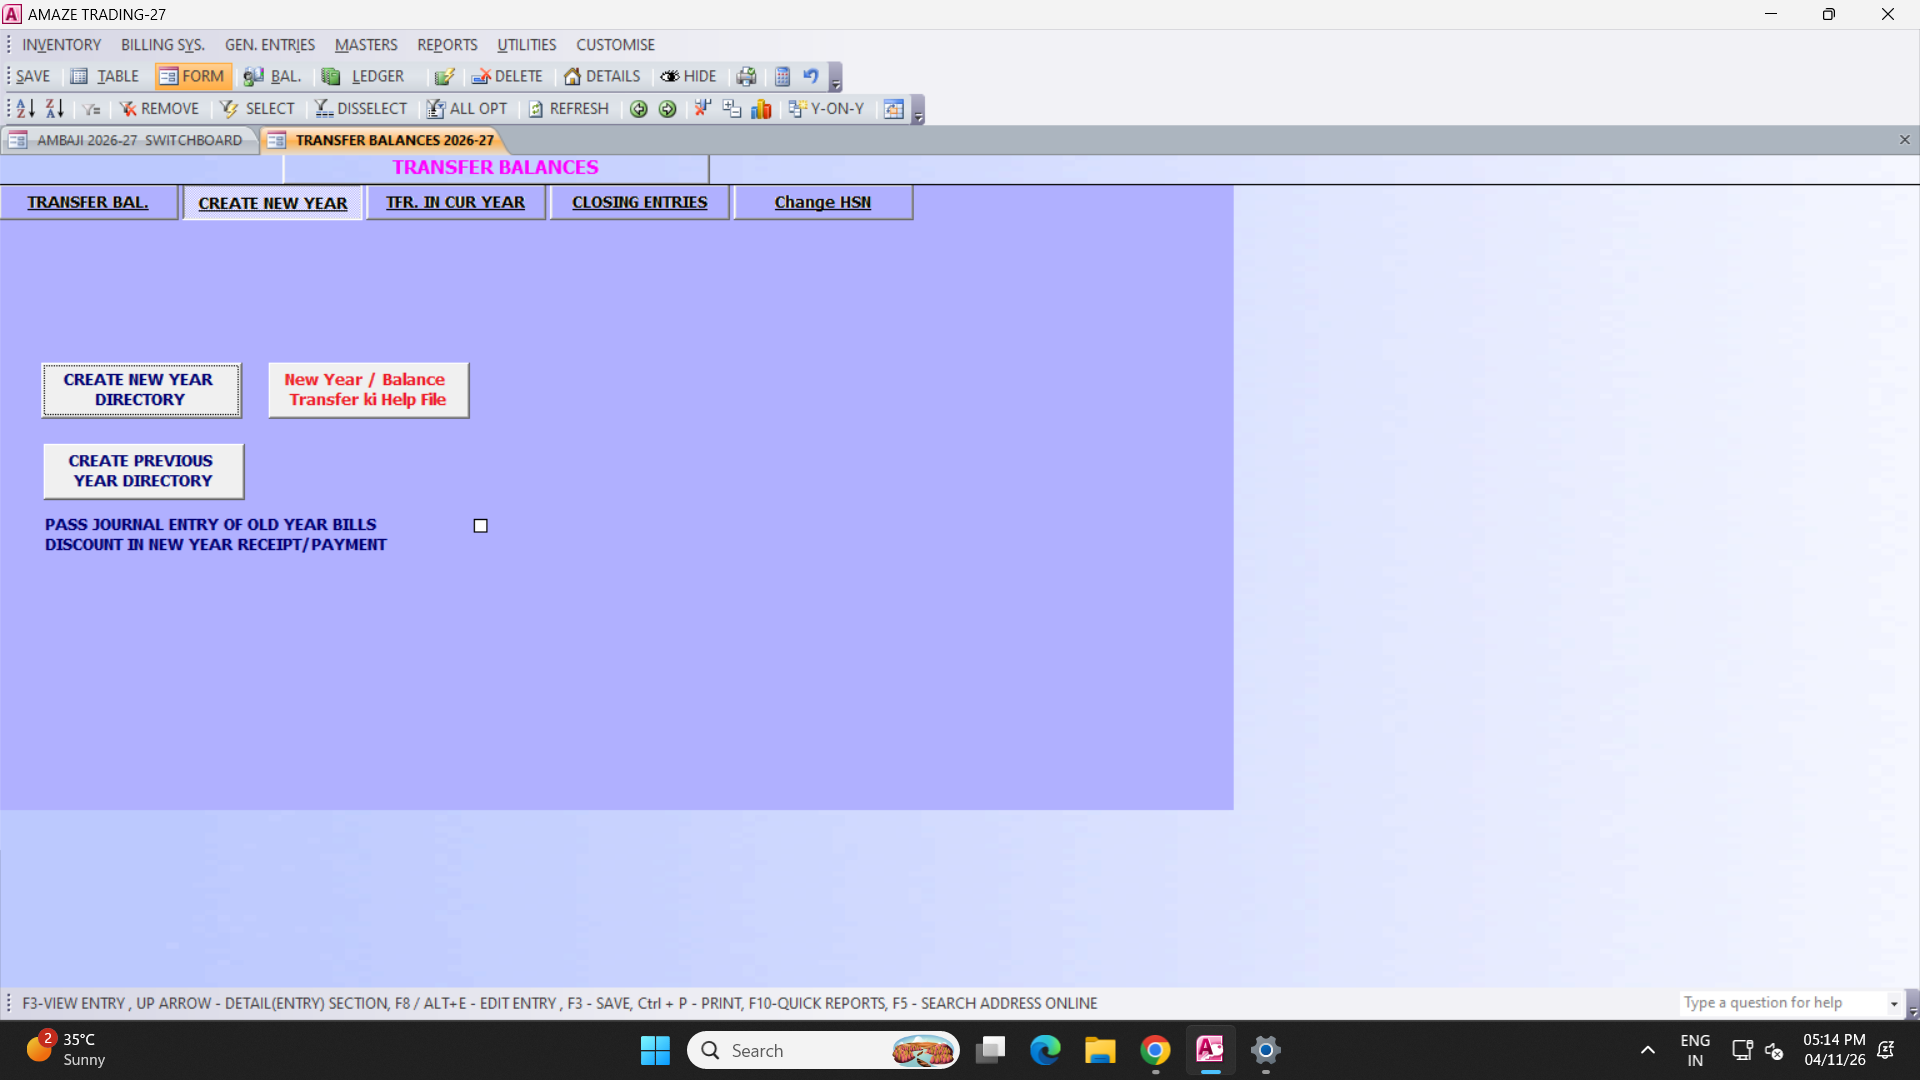 AMAZE TRADING-27
INVENTORY BILLING SYS. GEN. ENTRIES MASTERS REPORTS UTILITIES CUSTOMISE
SAVE TABLE FORM BAL. LEDGER DELETE DETAILS HIDE
REMOVE SELECT DISSELECT ALL OPT REFRESH Y-ON-Y
AMBAJI 2026-27 SWITCHBOARD TRANSFER BALANCES 2026-27
TRANSFER BALANCES
TRANSFER BAL. CREATE NEW YEAR TFR. IN CUR YEAR CLOSING ENTRIES Change HSN
CREATE NEW YEAR
DIRECTORY
New Year / Balance
Transfer ki Help File
CREATE PREVIOUS
YEAR DIRECTORY
PASS JOURNAL ENTRY OF OLD YEAR BILLS
DISCOUNT IN NEW YEAR RECEIPT/PAYMENT
F3-VIEW ENTRY , UP ARROW - DETAIL(ENTRY) SECTION, F8 / ALT+E - EDIT ENTRY , F3 - SAVE, Ctrl + P - PRINT, F10-QUICK REPORTS, F5 - SEARCH ADDRESS ONLINE
Type a question for help
2
35°C
Sunny
Search
ENG
IN
05:14 PM
04/11/26